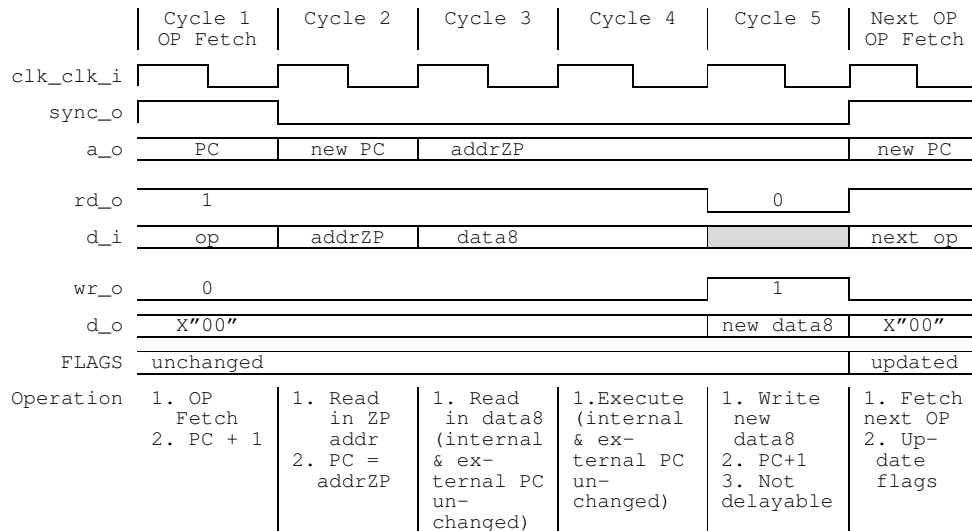 Cycle 1 Cycle 2 Cycle 3 Cycle 4 Cycle 5 Next OP
OP Fetch OP Fetch
clk_clk_i
sync_o
a_o PC new PC addrZP new PC
rd_o 1 0
d_i op addrZP data8 next op
wr_o 0 1
d_o X"00" new data8 X"00"
FLAGS unchanged updated
Operation 1. OP 1. Read 1. Read 1.Execute 1. Write 1. Fetch
Fetch in ZP in data8 (internal new next OP
2. PC + 1 addr (internal & ex- data8 2. Up-
2. PC = & ex- ternal PC 2. PC+1 date
addrZP ternal PC un- 3. Not flags
un- changed) delayable
changed)